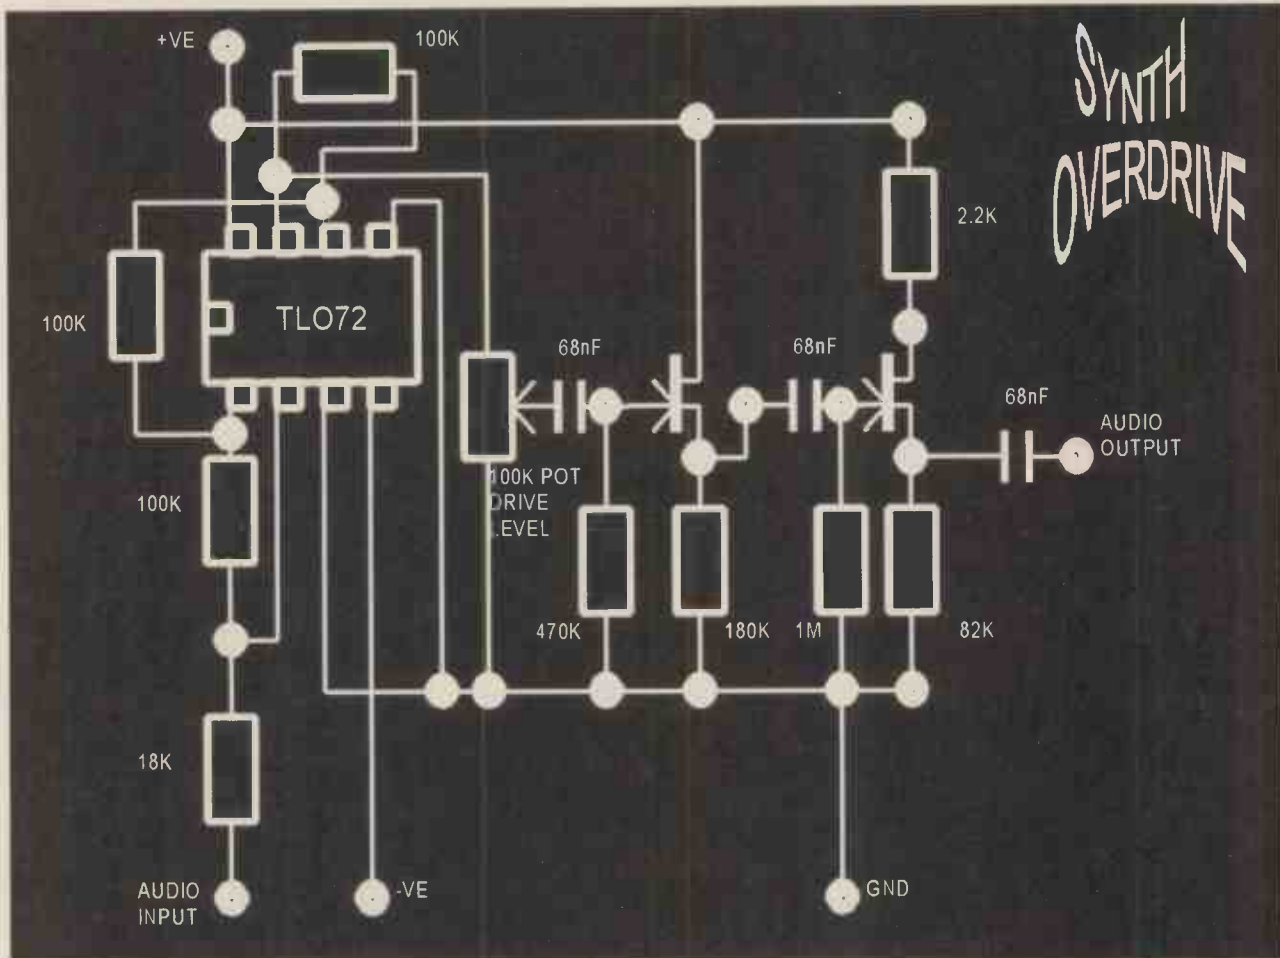 +VE
100K
SYNTH
OVERDRIVE
2.2K
100K
TLO72
68nF
68nF
68nF
AUDIO
OUTPUT
100K POT
DRIVE
LEVEL
100K
470K
180K
1M
82K
18K
AUDIO
INPUT
-VE
GND